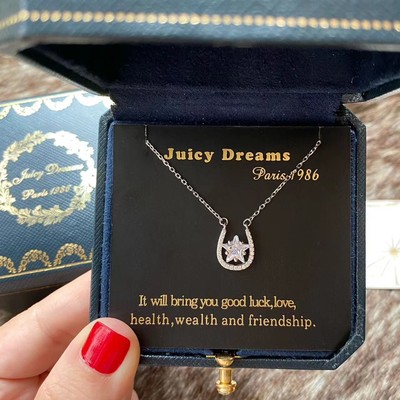 Juicy Dreams
Paris.1986
It will bring you good luck,love,
health,wealth and friendship.
Juicy Dreams
Paris 1986